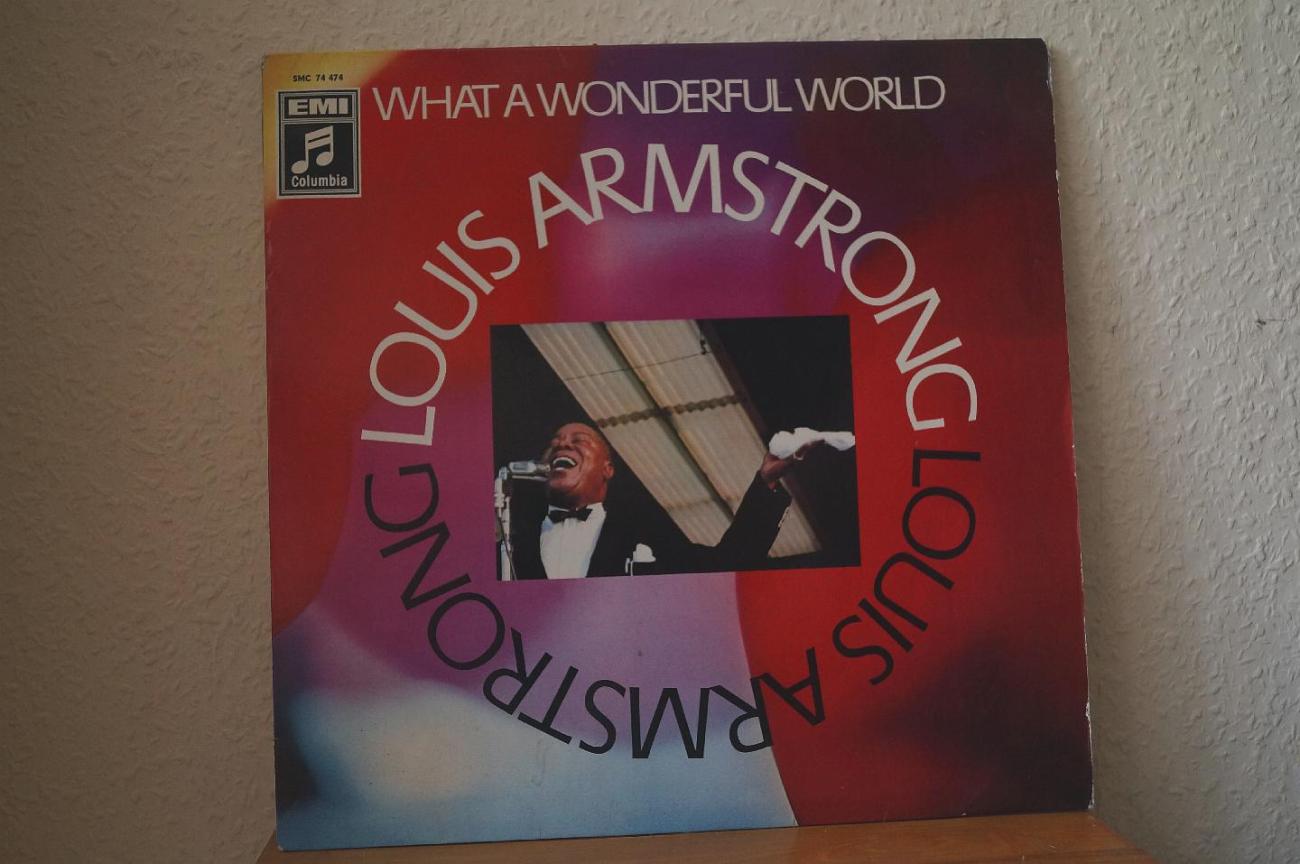 SMC 74 474
EMI
Columbia
WHAT A WONDERFUL WORLD
LOUIS ARMSTRONG
LOUIS ARMSTRONG